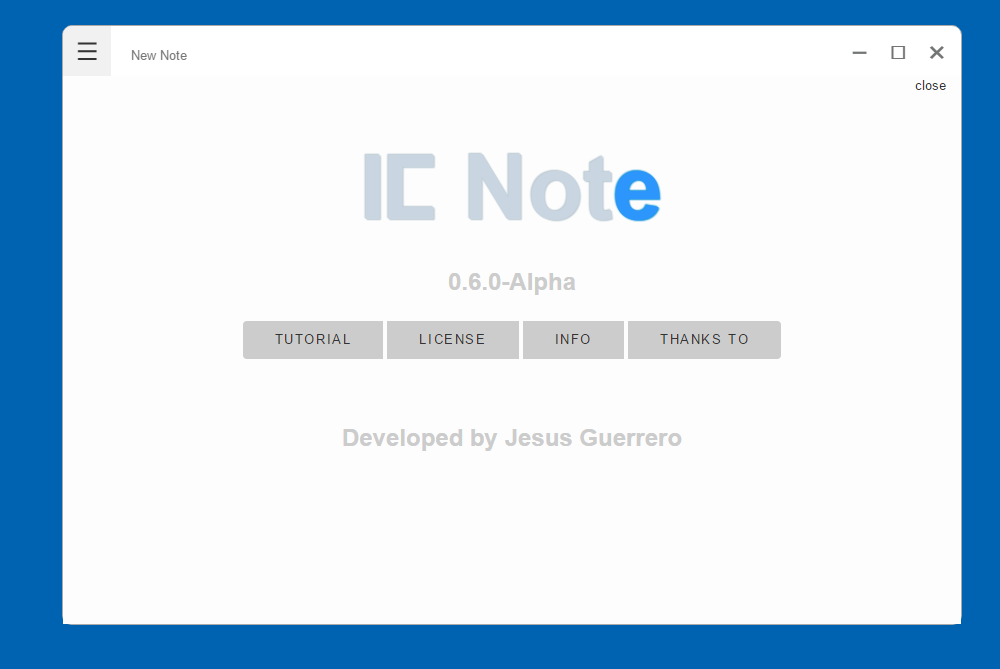 New Note
close
IC Note
0.6.0-Alpha
TUTORIAL LICENSE INFO THANKS TO
Developed by Jesus Guerrero